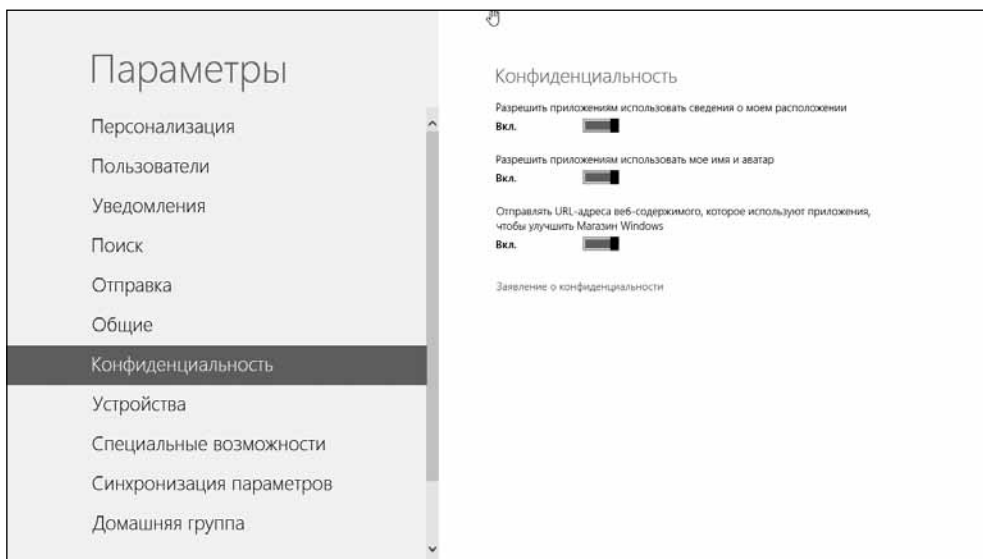 Параметры
Персонализация
Пользователи
Уведомления
Поиск
Отправка
Общие
Конфиденциальность
Устройства
Специальные возможности
Синхронизация параметров
Домашняя группа
Конфиденциальность
Разрешить приложениям использовать сведения о моем расположении
Вкл.
Разрешить приложениям использовать мое имя и аватар
Вкл.
Отправлять URL-адреса веб-содержимого, которое используют приложения,
чтобы улучшить Магазин Windows
Вкл.
Заявление о конфиденциальности